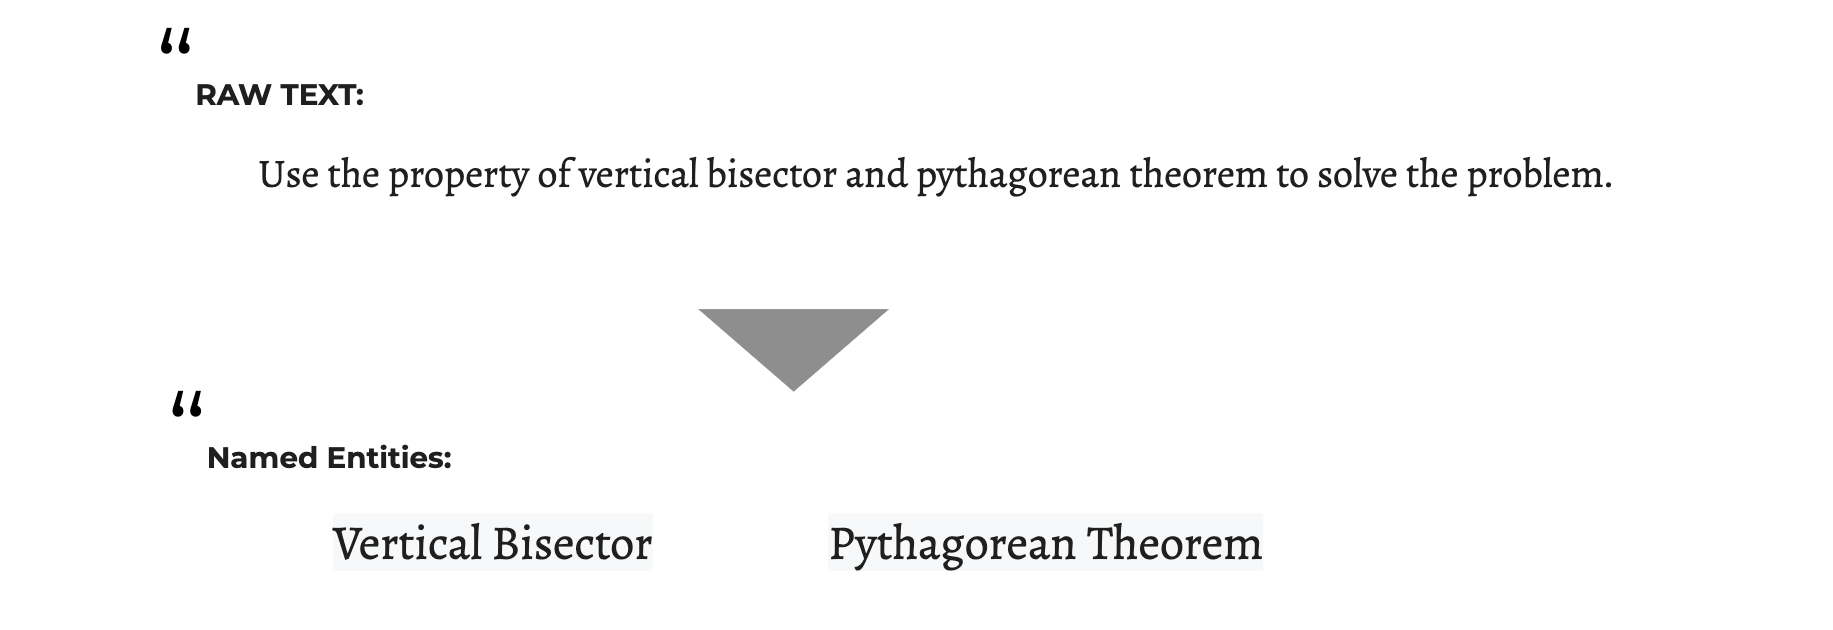 “
RAW TEXT:
Use the property of vertical bisector and pythagorean theorem to solve the problem.
“
Named Entities:
Vertical Bisector Pythagorean Theorem